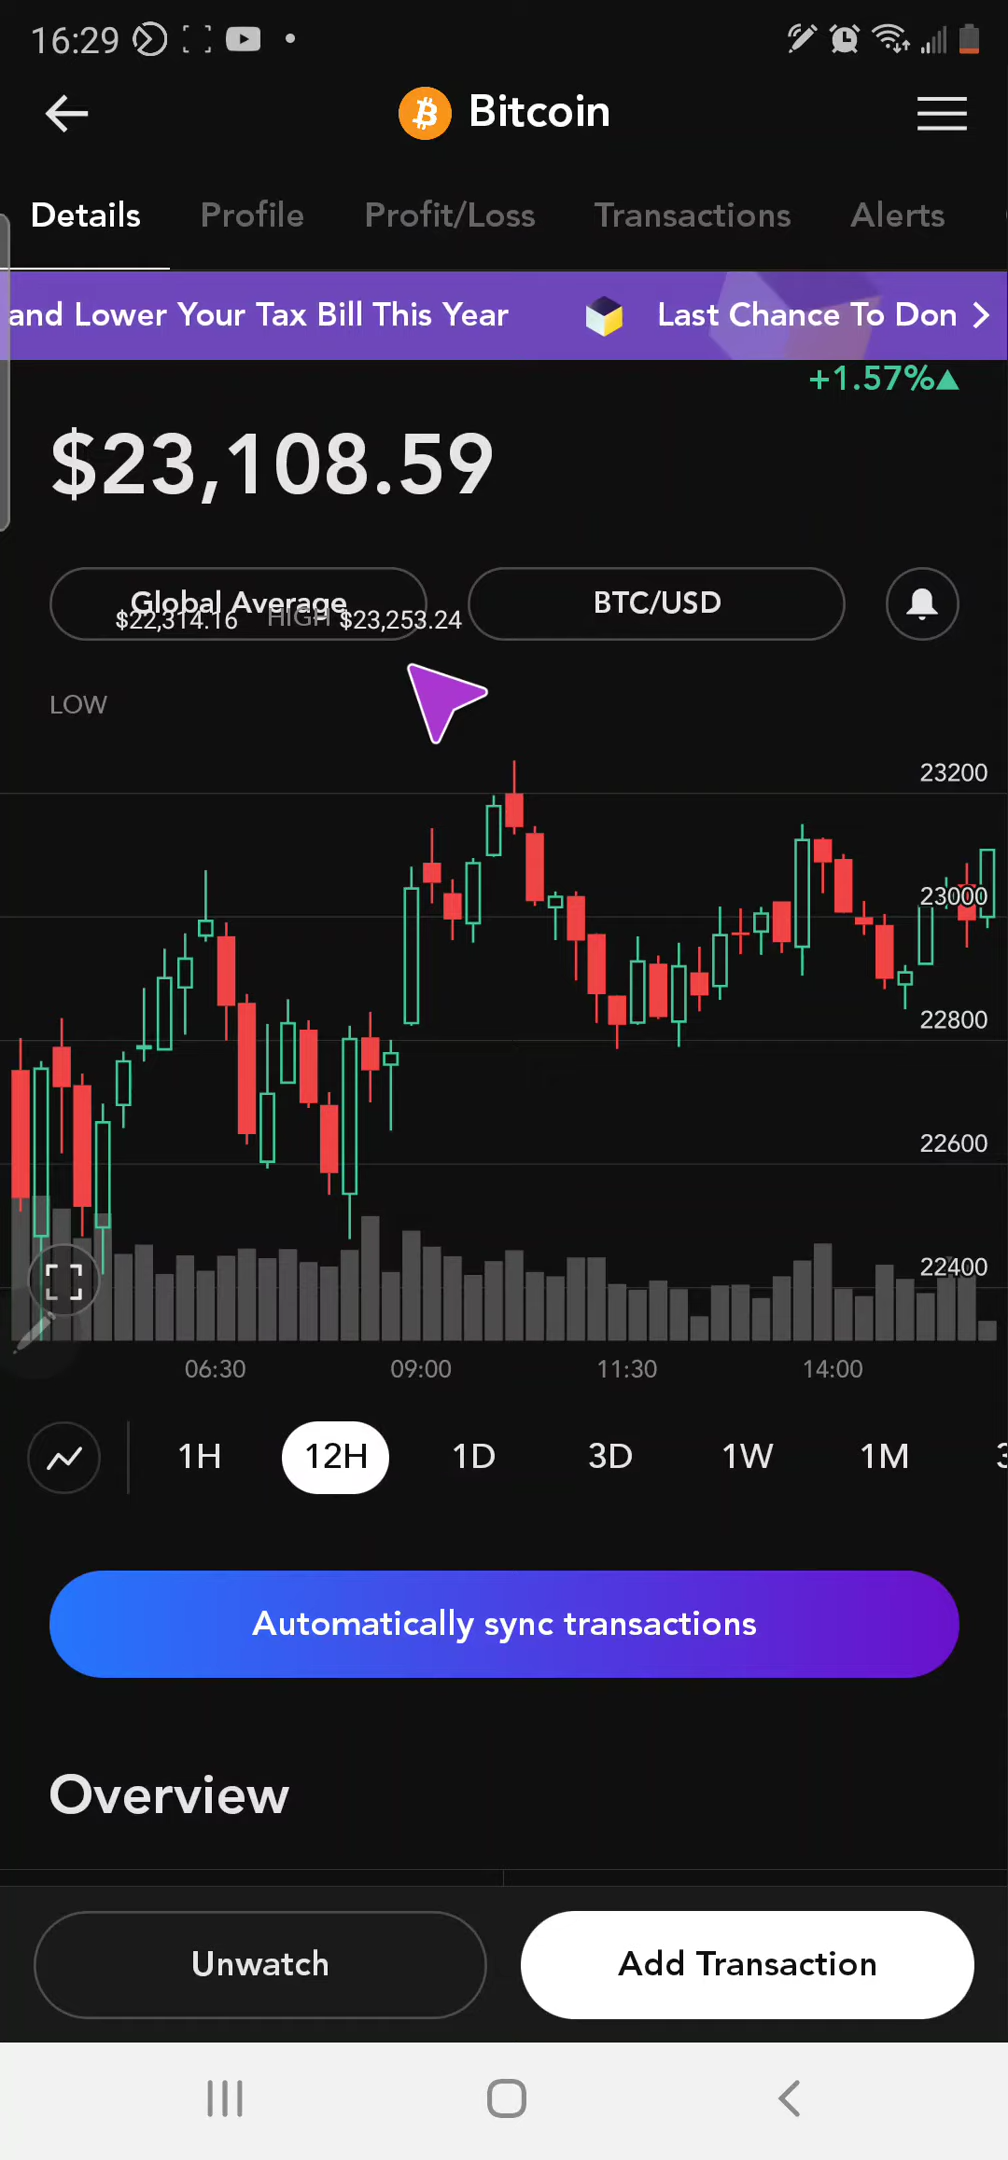 16:29
Bitcoin
Details Profile Profit/Loss Transactions Alerts
and Lower Your Tax Bill This Year Last Chance To Don
+1.57%
$23,108.59
Global Average BTC/USD
$22,314.16 HIGH $23,253.24
LOW
23200
23000
22800
22600
22400
06:30 09:00 11:30 14:00
1H 12H 1D 3D 1W 1M 3
Automatically sync transactions
Overview
Unwatch Add Transaction